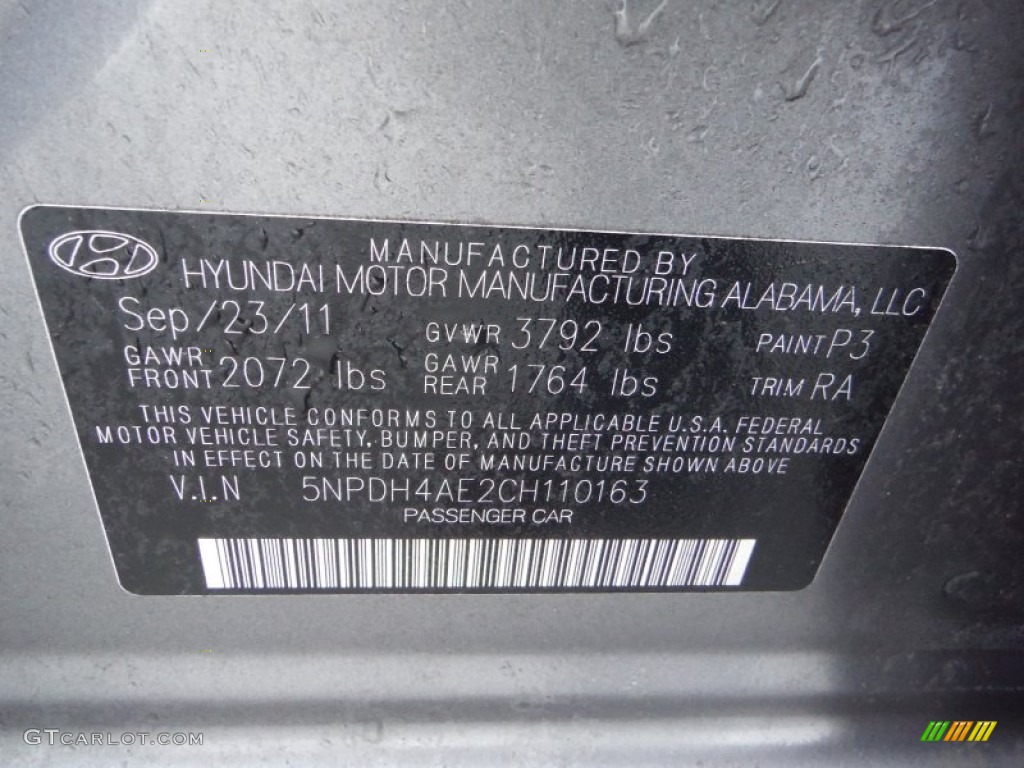 MANUFACTURED BY
HYUNDAI MOTOR MANUFACTURING ALABAMA, LLC
Sep/23/11 GVWR 3792 lbs PAINT P3
GAWR FRONT 2072 lbs GAWR REAR 1764 lbs TRIM RA
THIS VEHICLE CONFORMS TO ALL APPLICABLE U.S.A. FEDERAL
MOTOR VEHICLE SAFETY, BUMPER, AND THEFT PREVENTION STANDARDS
IN EFFECT ON THE DATE OF MANUFACTURE SHOWN ABOVE
V.I.N 5NPDH4AE2CH110163
PASSENGER CAR
GTCARLOT.COM